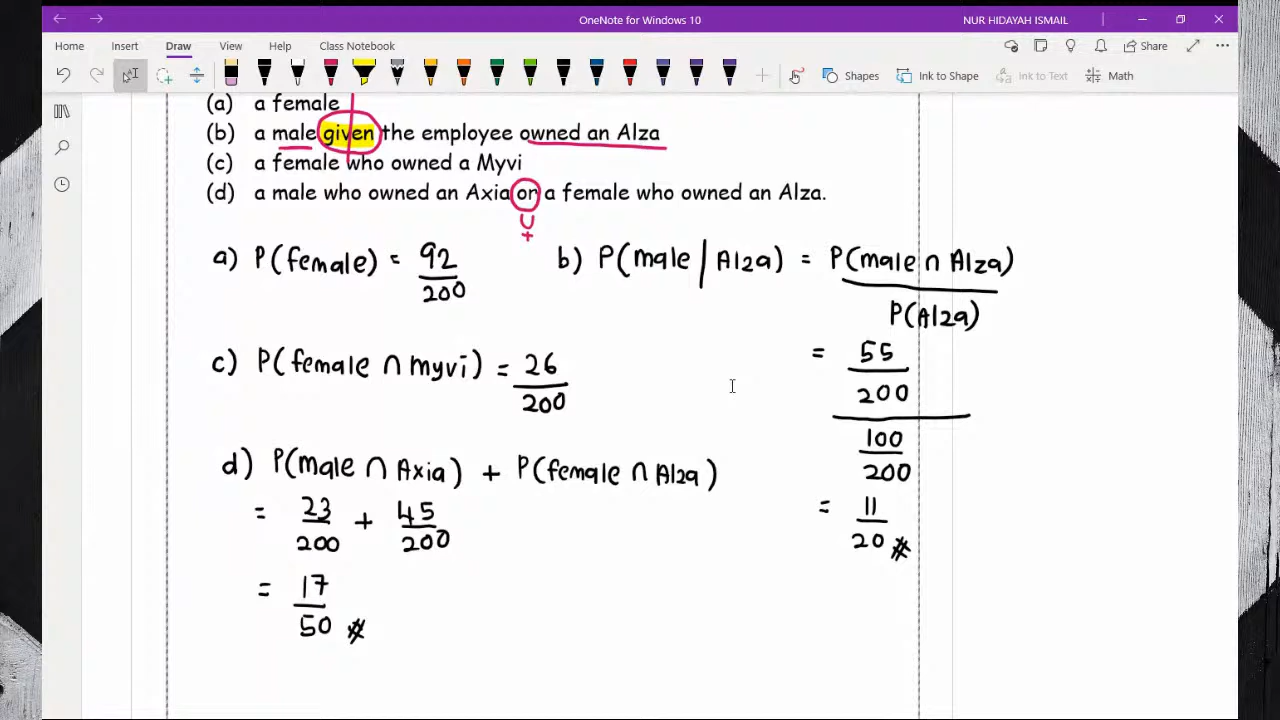 OneNote for Windows 10
NUR HIDAYAH ISMAIL
Home Insert Draw View Help Class Notebook
Share
Shapes Ink to Shape Ink to Text Math
(a) a female
(b) a male given the employee owned an Alza
(c) a female who owned a Myvi
(d) a male who owned an Axia or a female who owned an Alza.
U
+
a) P(female) = 92/200
b) P(male | Alza) = P(male ∩ Alza)/P(Alza)
= 55/200 / 100/200
= 11/20 #
c) P(female ∩ myvi) = 26/200
d) P(male ∩ Axia) + P(female ∩ Alza)
= 23/200 + 45/200
= 17/50 #